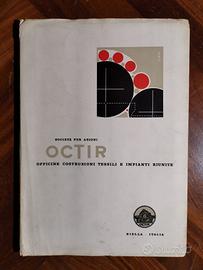 SOCIETÀ PER AZIONI
OCTIR
OFFICINE COSTRUZIONI TESSILI E IMPIANTI RIUNITE
BIELLA ITALIA